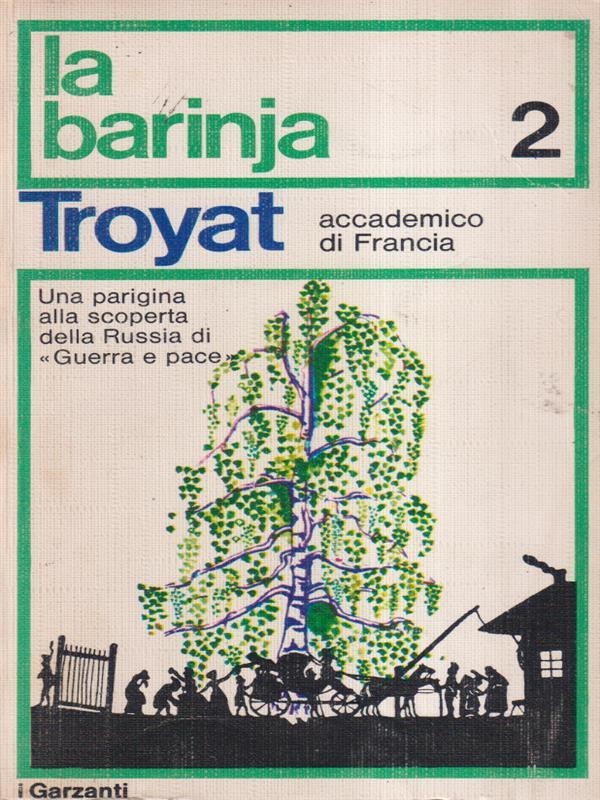 la
barinja
2
Troyat
accademico
di Francia
Una parigina
alla scoperta
della Russia di
«Guerra e pace»
i Garzanti